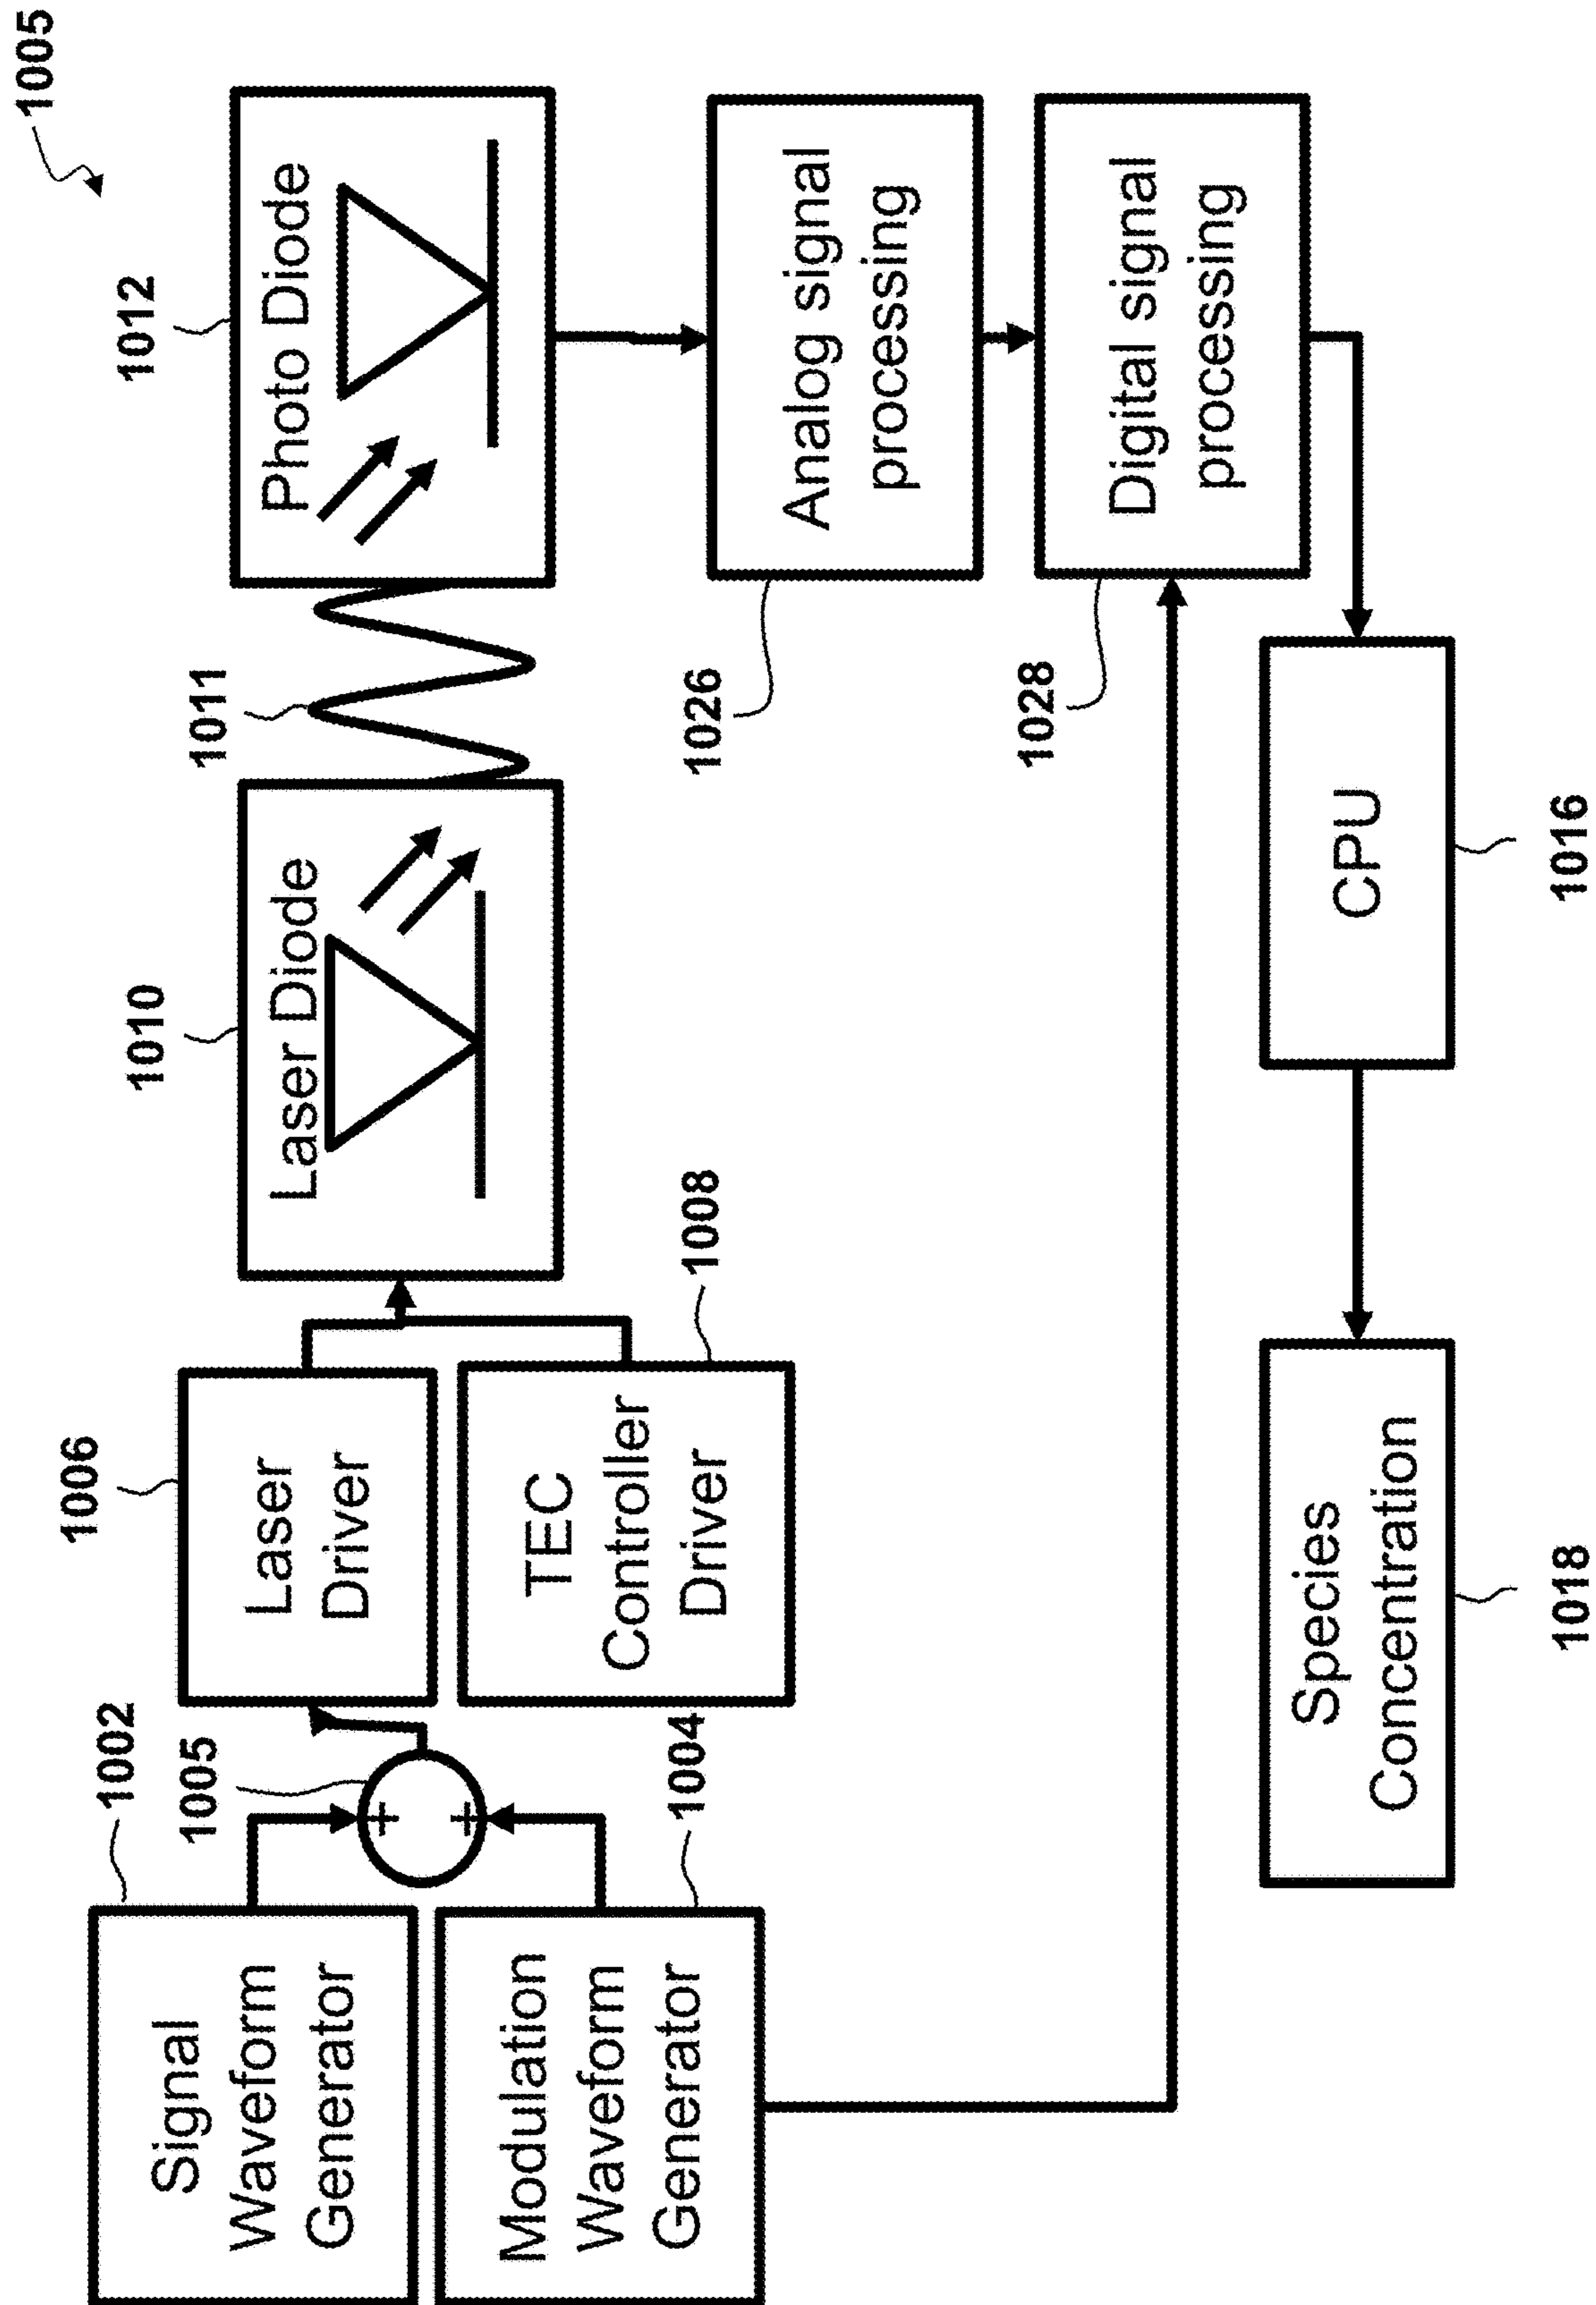 1005
1012
Photo Diode
1011
1010
Laser Diode
1006
Laser
Driver
1008
TEC
Controller
Driver
1002
Signal
Waveform
Generator
1005
+
+
1004
Modulation
Waveform
Generator
1026
Analog signal
processing
1028
Digital signal
processing
CPU
1016
Species
Concentration
1018